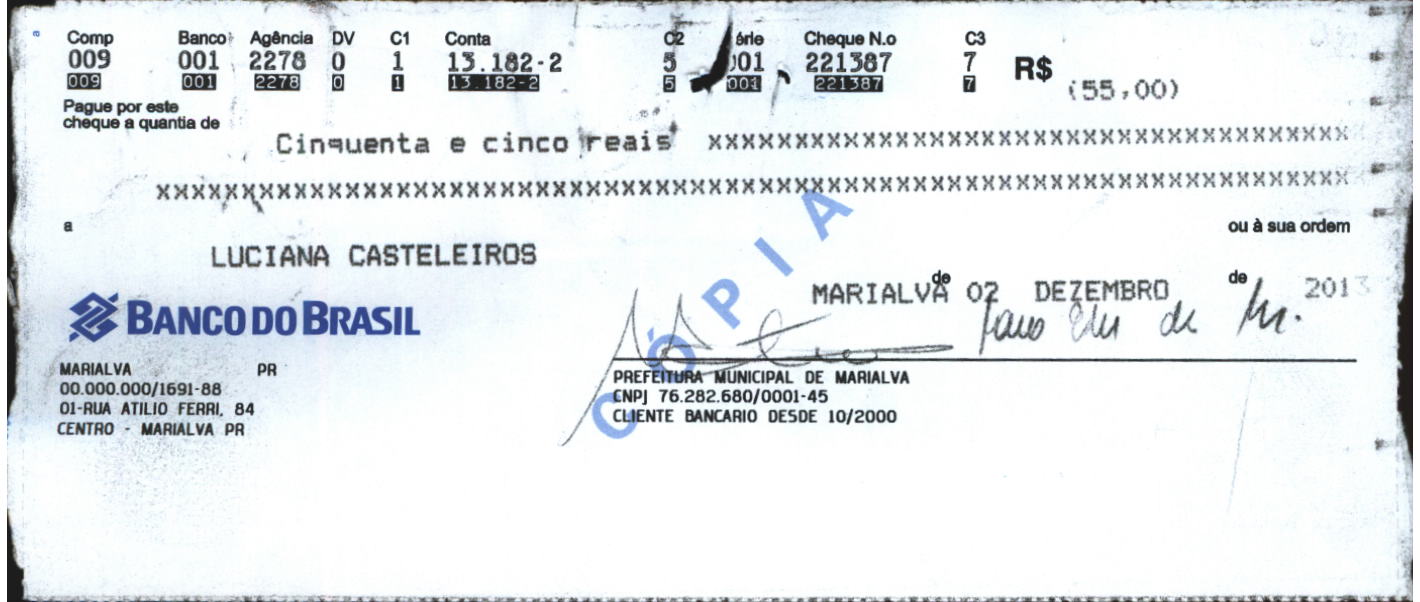 Comp Banco Agência DV C1 Conta C2 érie Cheque N.o C3
009 001 2278 0 1 13.182-2 5 001 221387 7 R$ (55,00)
009 001 2278 0 1 13.182-2 5 001 221387 7
Pague por este
cheque a quantia de
Cinquenta e cinco reais xxxxxxxxxxxxxxxxxxxxxxxxxxxxxxxxxxxxxxxxxxxxxx
xxxxxxxxxxxxxxxxxxxxxxxxxxxxxxxxxxxxxxxxxxxxxxxxxxxxxxxxxxxxxxxxxxxxxxxxxxxxxxxx
a ou à sua ordem
LUCIANA CASTELEIROS
MARIALVA de 02 DEZEMBRO de 2013
BANCO DO BRASIL
MARIALVA PR
00.000.000/1691-88
01-RUA ATILIO FERRI, 84
CENTRO - MARIALVA PR
PREFEITURA MUNICIPAL DE MARIALVA
CNPJ 76.282.680/0001-45
CLIENTE BANCARIO DESDE 10/2000
CÓPIA